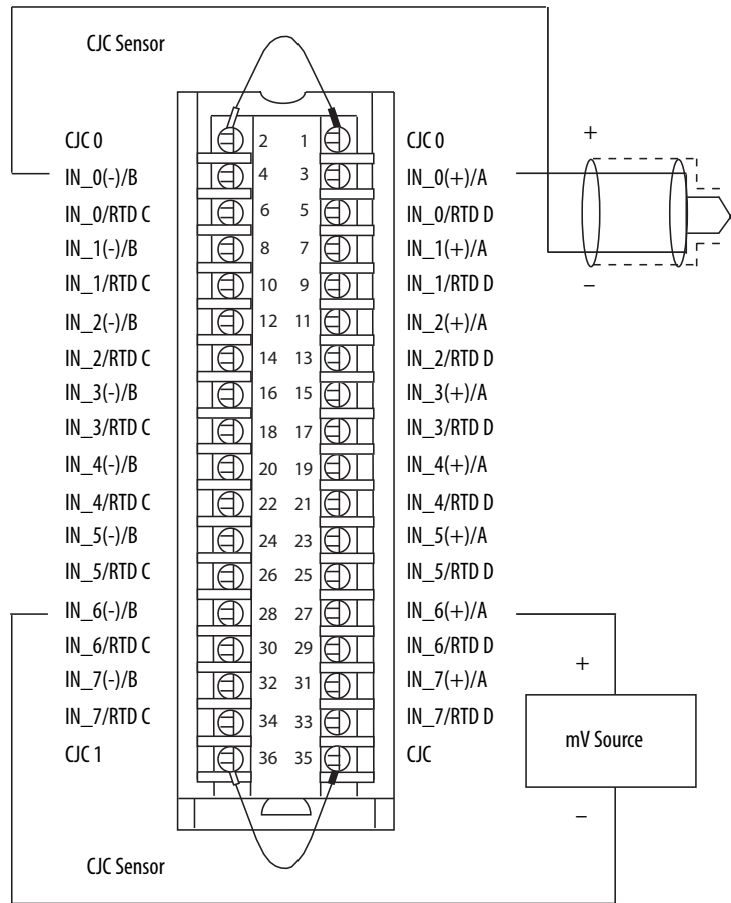 CJC Sensor
CJC 0 2 1 CJC 0
IN_0(-)/B 4 3 IN_0(+)/A
IN_0/RTD C 6 5 IN_0/RTD D
IN_1(-)/B 8 7 IN_1(+)/A
IN_1/RTD C 10 9 IN_1/RTD D
IN_2(-)/B 12 11 IN_2(+)/A
IN_2/RTD C 14 13 IN_2/RTD D
IN_3(-)/B 16 15 IN_3(+)/A
IN_3/RTD C 18 17 IN_3/RTD D
IN_4(-)/B 20 19 IN_4(+)/A
IN_4/RTD C 22 21 IN_4/RTD D
IN_5(-)/B 24 23 IN_5(+)/A
IN_5/RTD C 26 25 IN_5/RTD D
IN_6(-)/B 28 27 IN_6(+)/A
IN_6/RTD C 30 29 IN_6/RTD D
IN_7(-)/B 32 31 IN_7(+)/A
IN_7/RTD C 34 33 IN_7/RTD D
CJC 1 36 35 CJC
CJC Sensor
+
–
+
mV Source
–